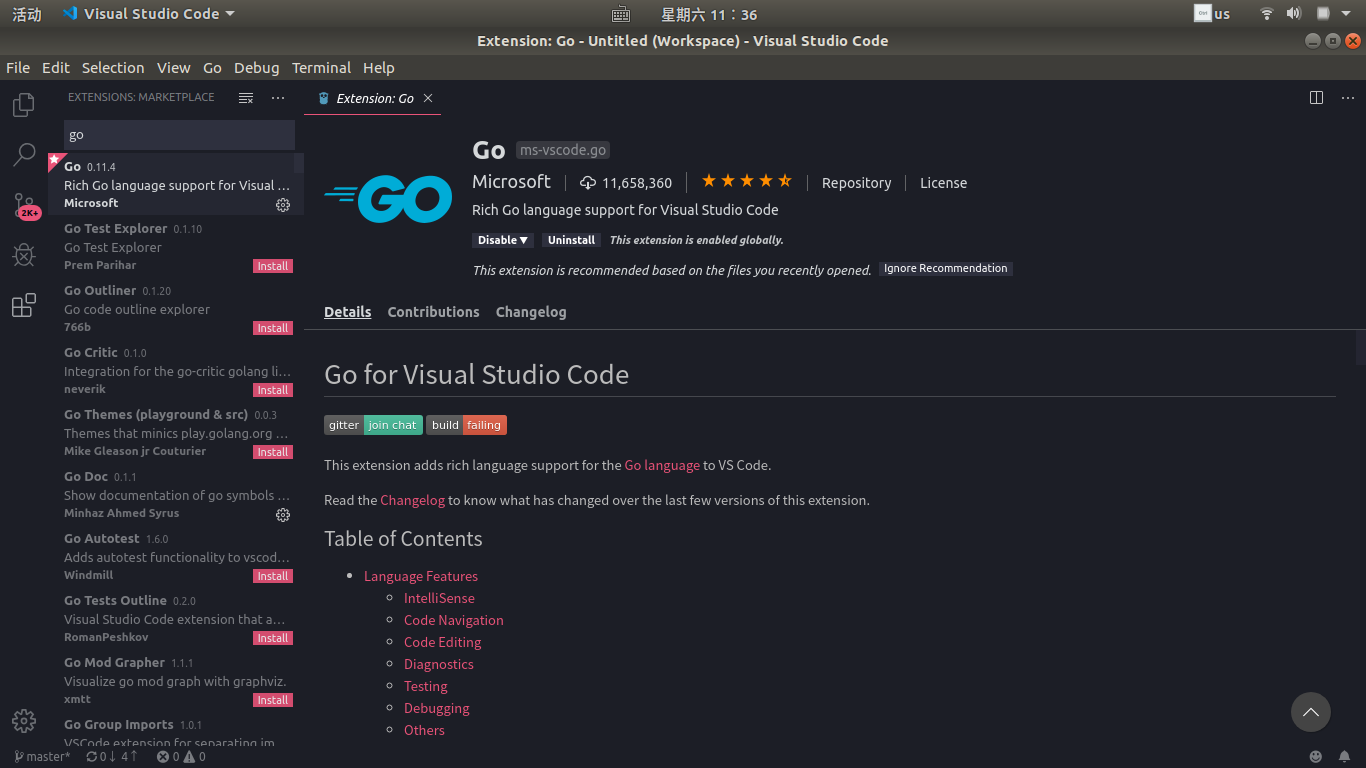 活动 Visual Studio Code 星期六 11：36 us
Extension: Go - Untitled (Workspace) - Visual Studio Code
File Edit Selection View Go Debug Terminal Help
EXTENSIONS: MARKETPLACE
Extension: Go
go
2K+
Go 0.11.4
Rich Go language support for Visual ...
Microsoft
Go Test Explorer 0.1.10
Go Test Explorer
Prem Parihar Install
Go Outliner 0.1.20
Go code outline explorer
766b Install
Go Critic 0.1.0
Integration for the go-critic golang li...
neverik Install
Go Themes (playground & src) 0.0.3
Themes that minics play.golang.org ...
Mike Gleason jr Couturier Install
Go Doc 0.1.1
Show documentation of go symbols ...
Minhaz Ahmed Syrus
Go Autotest 1.6.0
Adds autotest functionality to vscod...
Windmill Install
Go Tests Outline 0.2.0
Visual Studio Code extension that a...
RomanPeshkov Install
Go Mod Grapher 1.1.1
Visualize go mod graph with graphviz.
xmtt Install
Go Group Imports 1.0.1
VSCode extension for separating im
GO
Go ms-vscode.go
Microsoft 11,658,360 Repository License
Rich Go language support for Visual Studio Code
Disable Uninstall This extension is enabled globally.
This extension is recommended based on the files you recently opened. Ignore Recommendation
Details Contributions Changelog
Go for Visual Studio Code
gitter join chat build failing
This extension adds rich language support for the Go language to VS Code.
Read the Changelog to know what has changed over the last few versions of this extension.
Table of Contents
Language Features
IntelliSense
Code Navigation
Code Editing
Diagnostics
Testing
Debugging
Others
master* 0↓ 4↑ 0 0